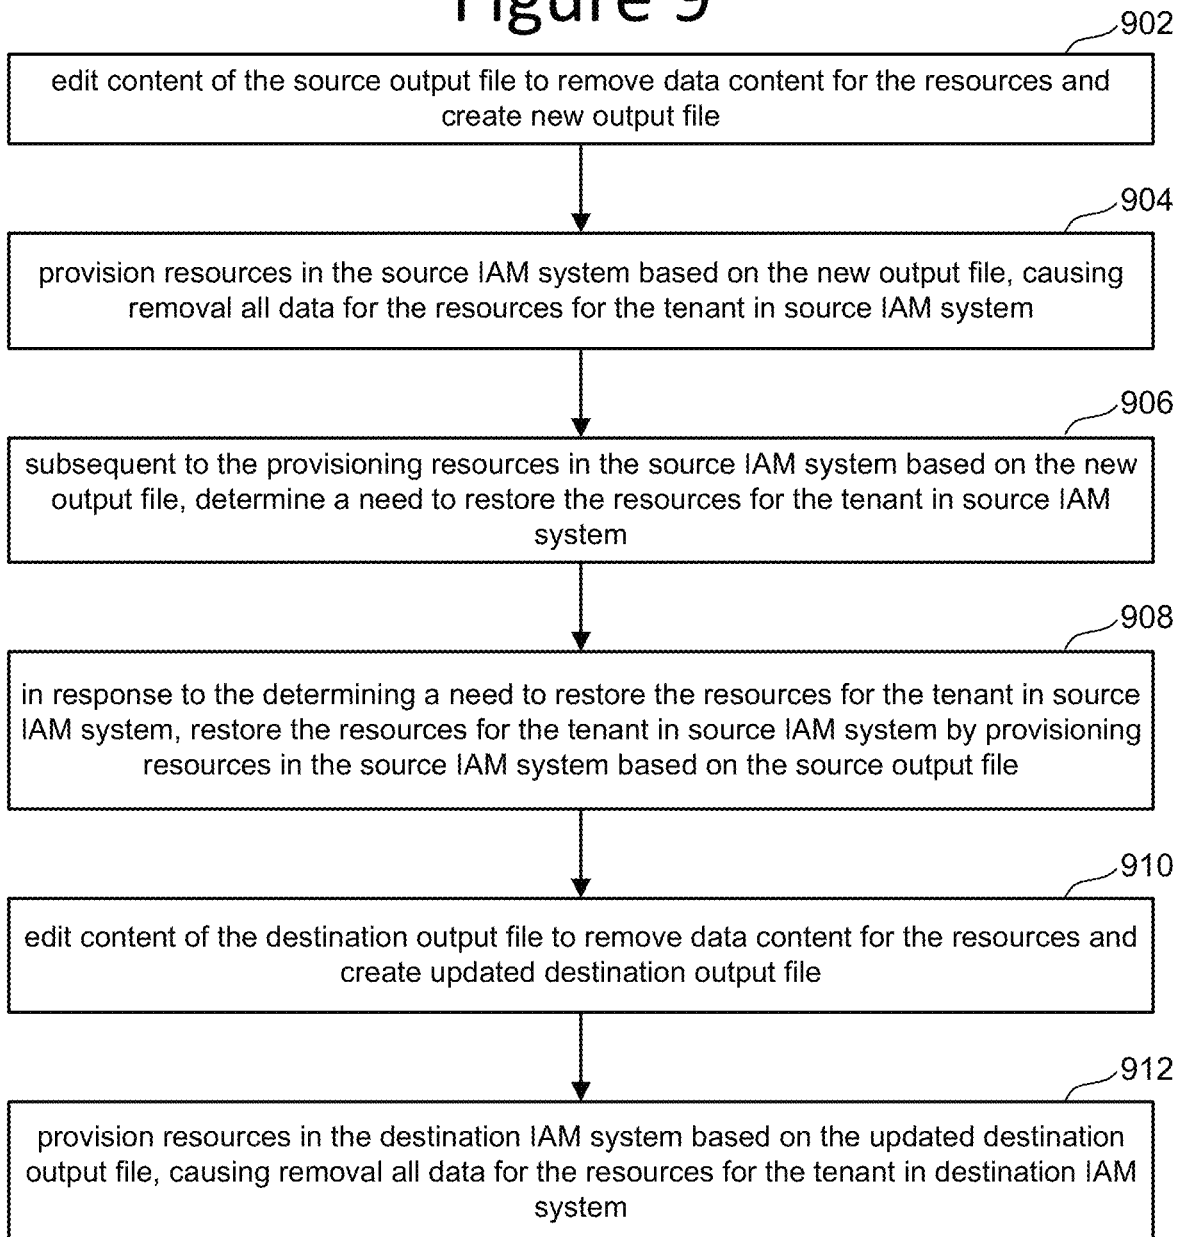 Figure 9
902
edit content of the source output file to remove data content for the resources and
create new output file
904
provision resources in the source IAM system based on the new output file, causing
removal all data for the resources for the tenant in source IAM system
906
subsequent to the provisioning resources in the source IAM system based on the new
output file, determine a need to restore the resources for the tenant in source IAM
system
908
in response to the determining a need to restore the resources for the tenant in source
IAM system, restore the resources for the tenant in source IAM system by provisioning
resources in the source IAM system based on the source output file
910
edit content of the destination output file to remove data content for the resources and
create updated destination output file
912
provision resources in the destination IAM system based on the updated destination
output file, causing removal all data for the resources for the tenant in destination IAM
system